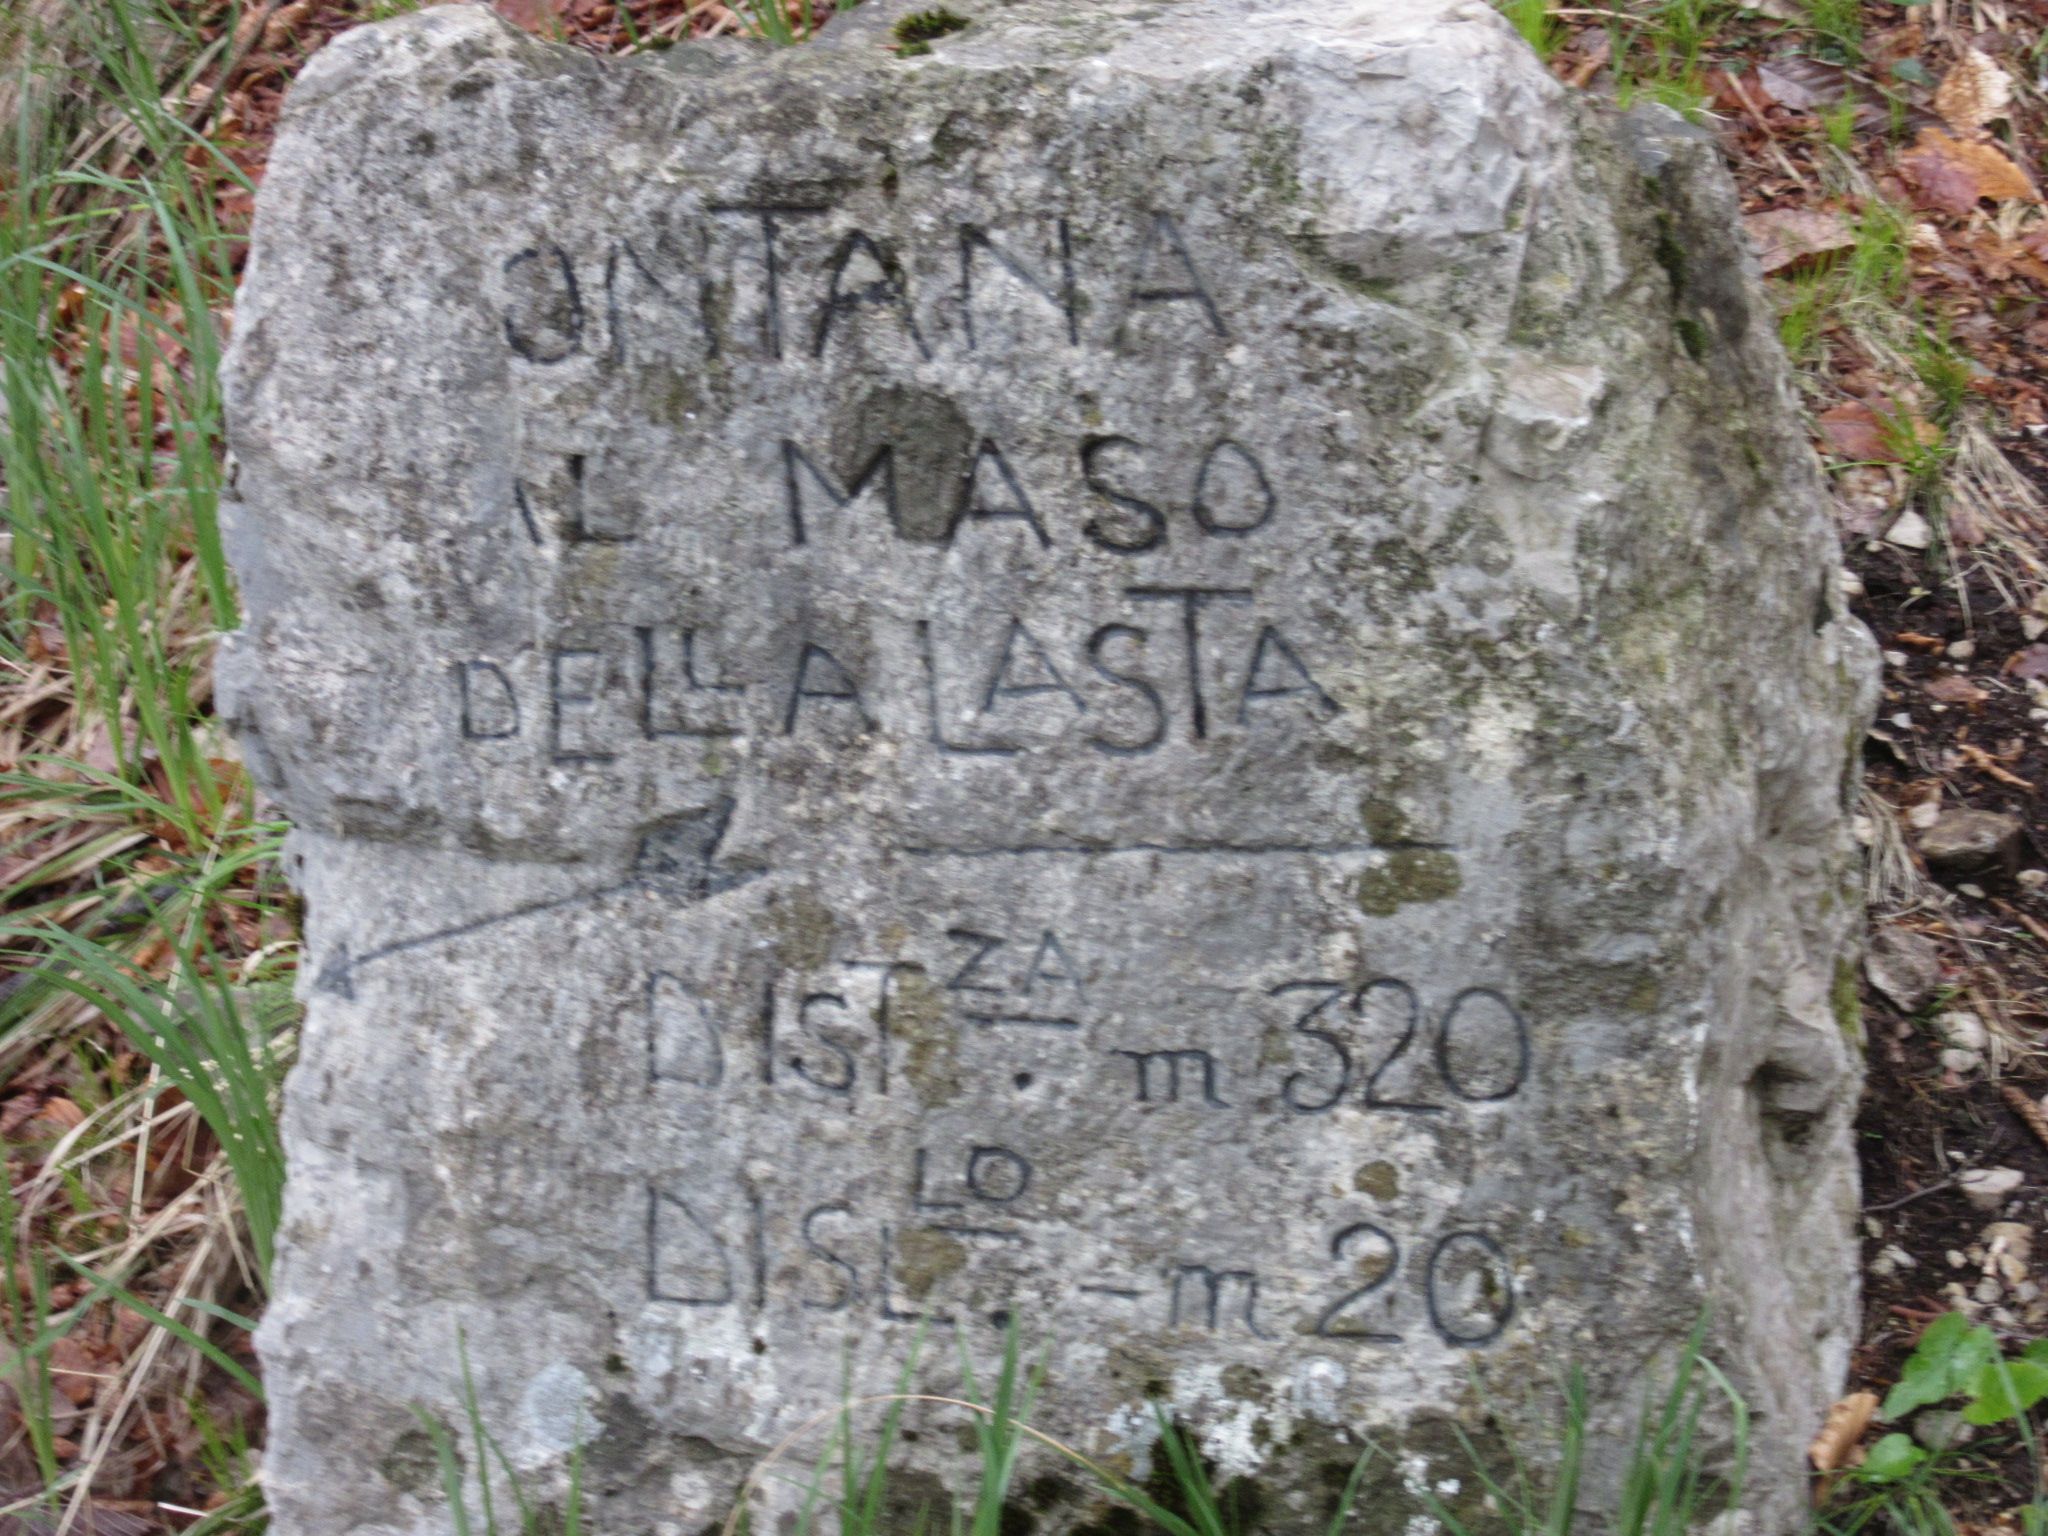 ONTANA
IL MASO
DELLA LASTA
DISTZA. m 320
DISLLO. -m 20